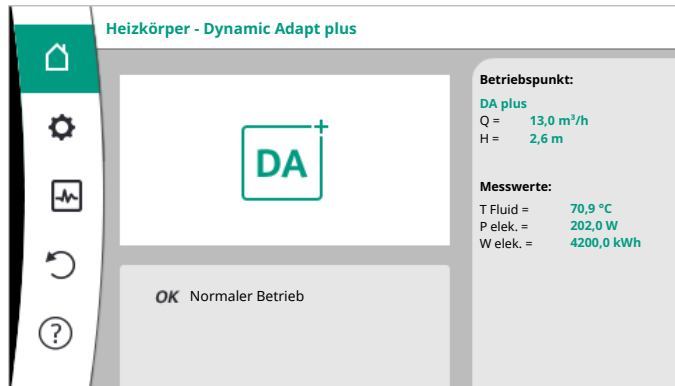 Heizkörper - Dynamic Adapt plus
DA+
OK Normaler Betrieb
Betriebspunkt:
DA plus
Q = 13,0 m³/h
H = 2,6 m
Messwerte:
T Fluid = 70,9 °C
P elek. = 202,0 W
W elek. = 4200,0 kWh
?